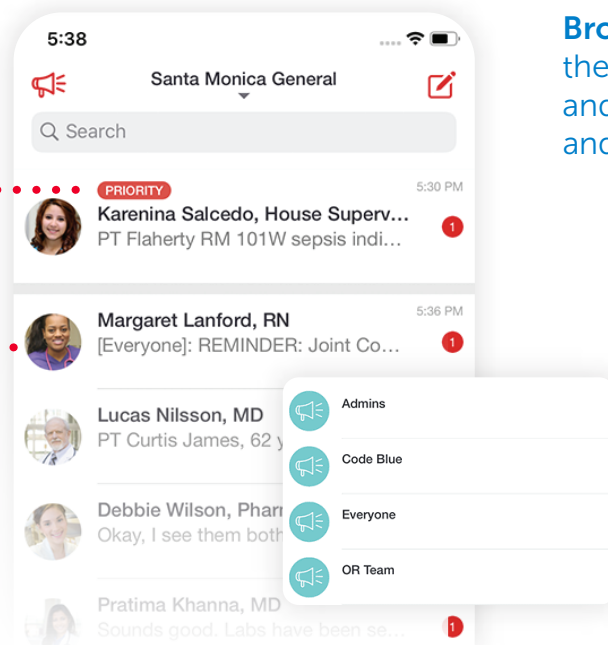 5:38
Santa Monica General
Search
PRIORITY
5:30 PM
Karenina Salcedo, House Superv...
1
PT Flaherty RM 101W sepsis indi...
5:36 PM
Margaret Lanford, RN
1
[Everyone]: REMINDER: Joint Co...
Lucas Nilsson, MD
PT Curtis James, 62 y
Debbie Wilson, Phar
Okay, I see them both
Pratima Khanna, MD
Sounds good. Labs have been se...
1
Admins
Code Blue
Everyone
OR Team
Bro
the
and
and